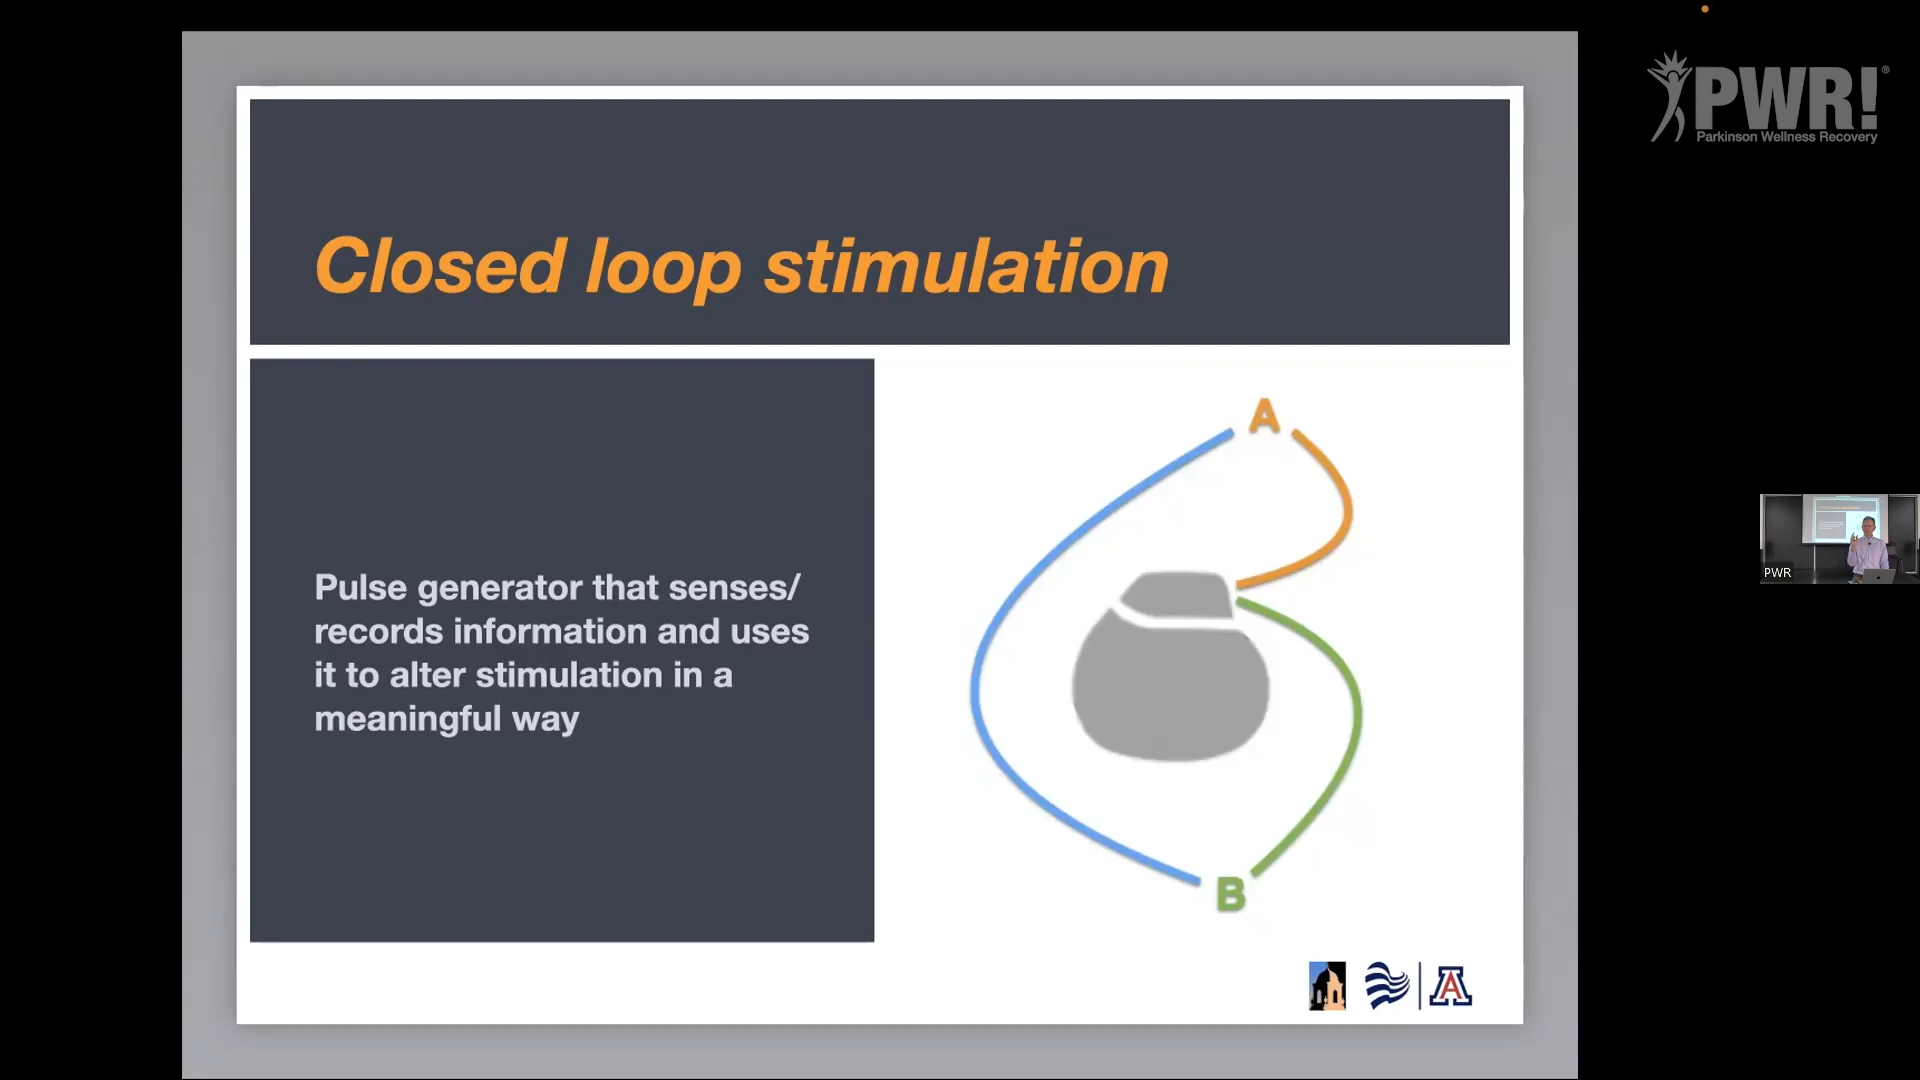 PWR!®
Parkinson Wellness Recovery
Closed loop stimulation
Pulse generator that senses/
records information and uses
it to alter stimulation in a
meaningful way
A
B
PWR
A